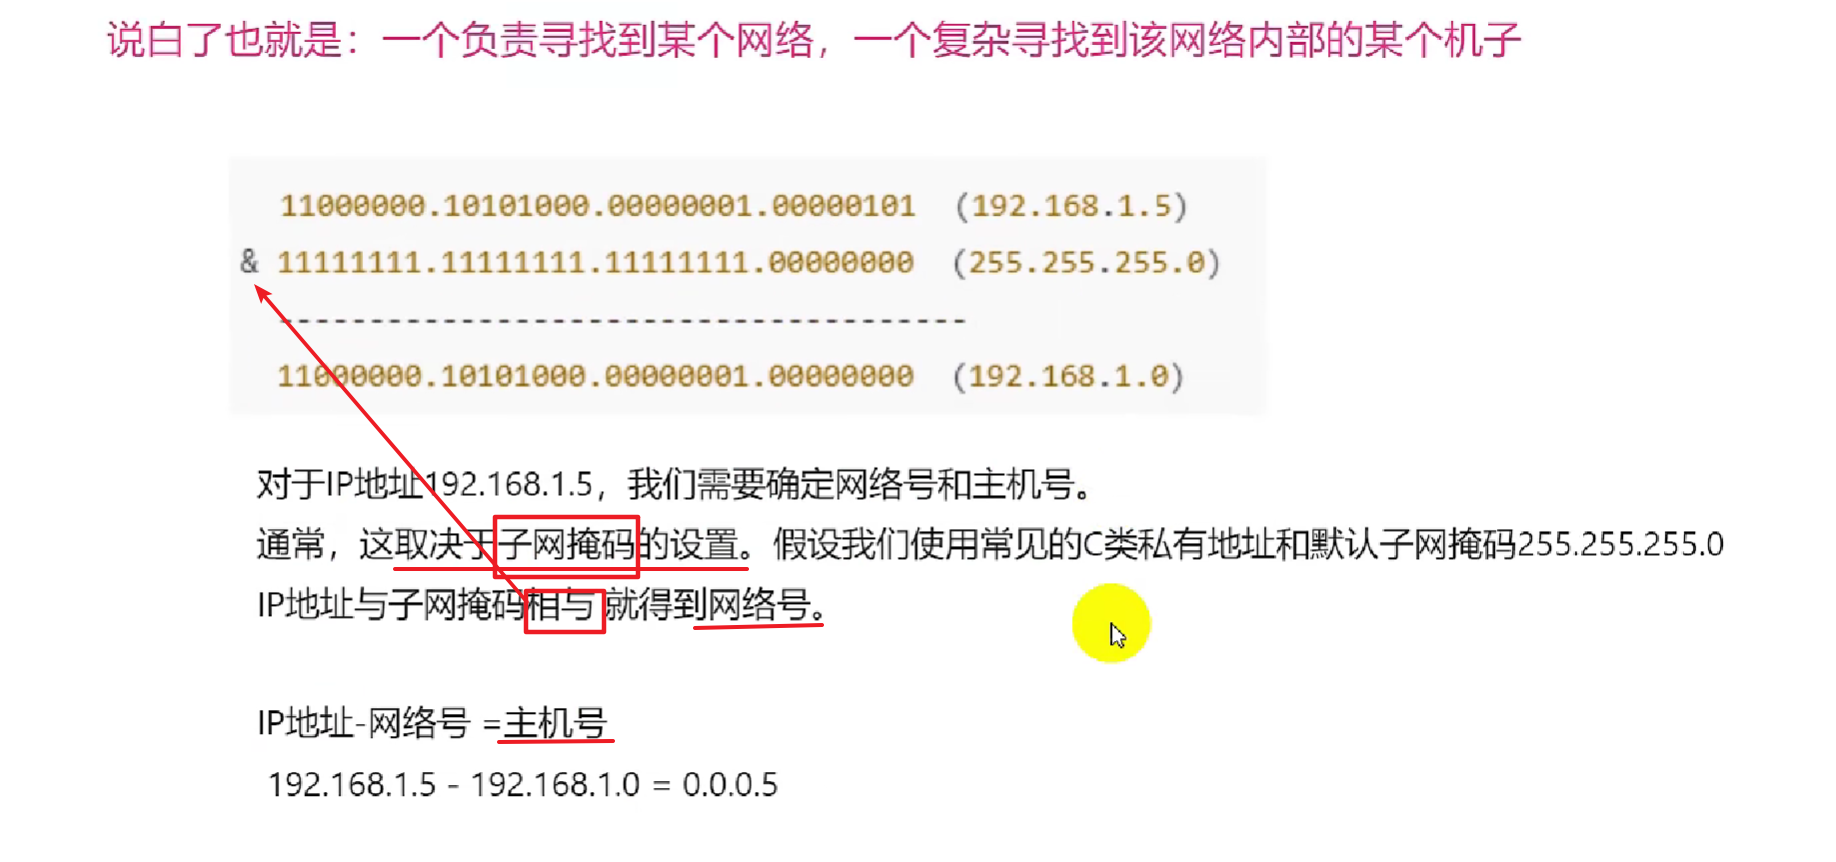 说白了也就是：一个负责寻找到某个网络，一个复杂寻找到该网络内部的某个机子
11000000.10101000.00000001.00000101 (192.168.1.5)
& 11111111.11111111.11111111.00000000 (255.255.255.0)
---------------------------------------
11000000.10101000.00000001.00000000 (192.168.1.0)
对于IP地址192.168.1.5，我们需要确定网络号和主机号。
通常，这取决于子网掩码的设置。假设我们使用常见的C类私有地址和默认子网掩码255.255.255.0
IP地址与子网掩码相与 就得到网络号。
IP地址-网络号 =主机号
192.168.1.5 - 192.168.1.0 = 0.0.0.5